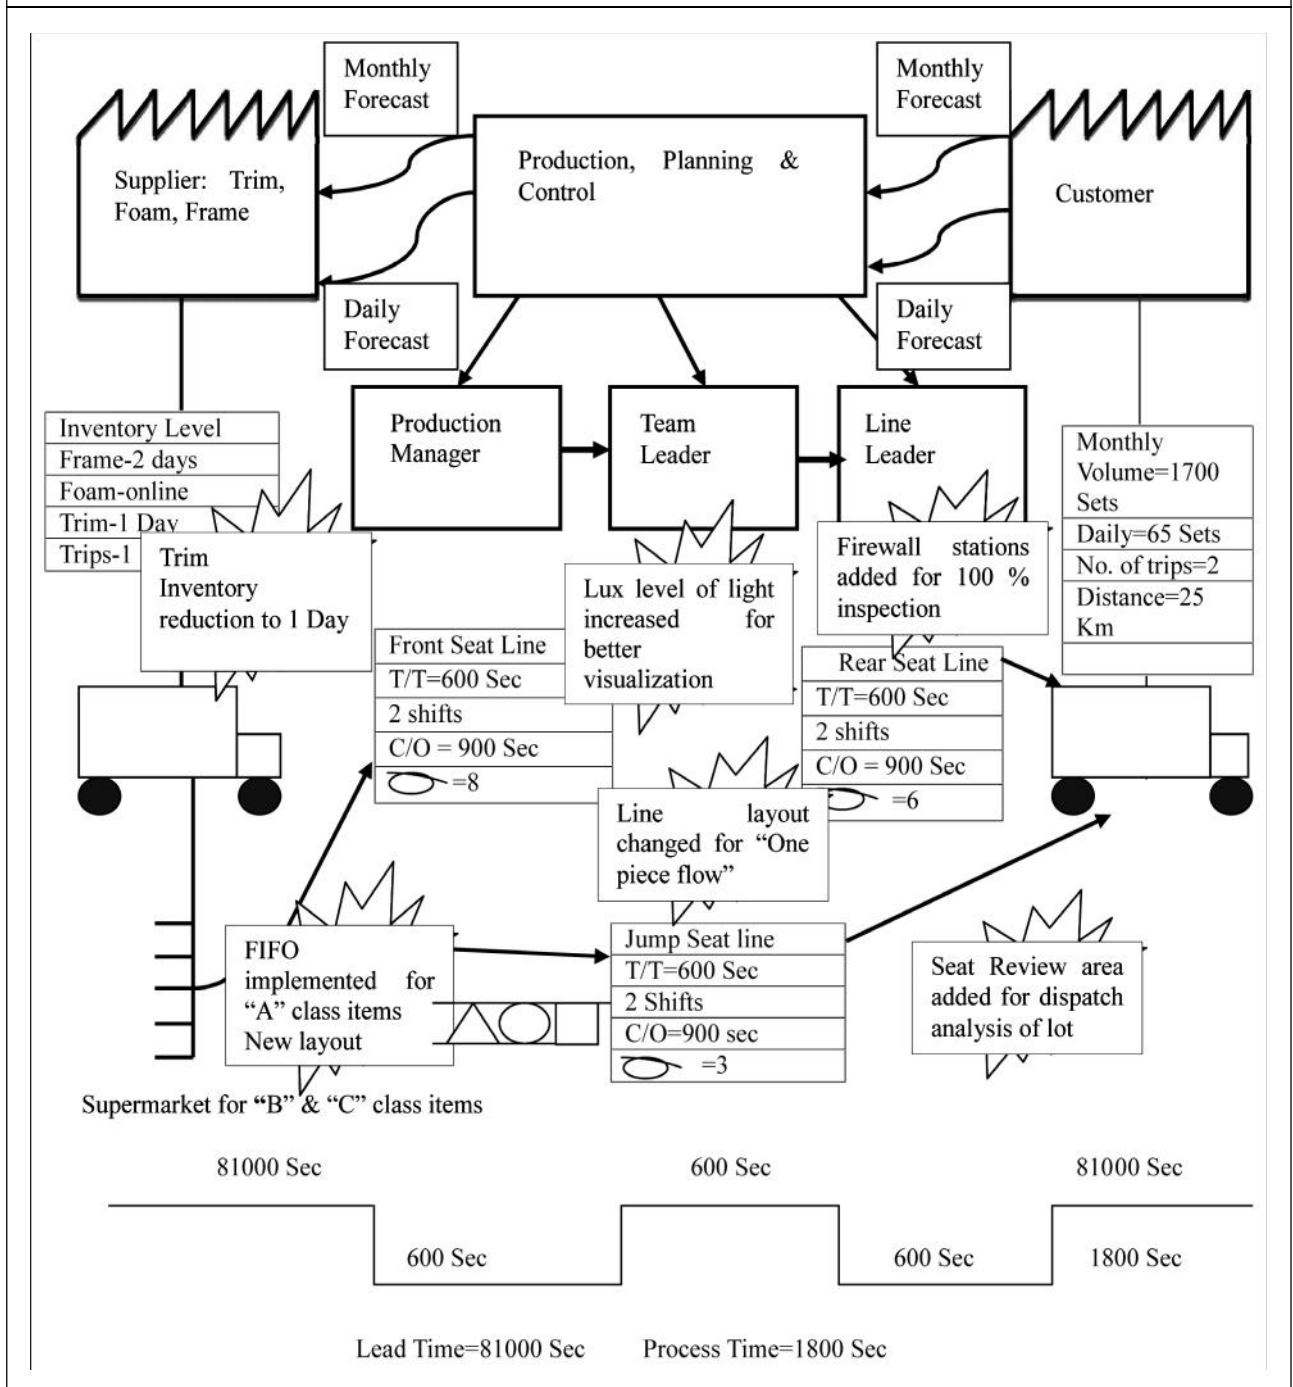 Monthly
Forecast
Monthly
Forecast
Supplier: Trim,
Foam, Frame
Production, Planning &
Control
Customer
Daily
Forecast
Daily
Forecast
Production
Manager
Team
Leader
Line
Leader
Inventory Level
Frame-2 days
Foam-online
Trim-1 Day
Trips-1
Monthly
Volume=1700
Sets
Daily=65 Sets
No. of trips=2
Distance=25
Km
Trim
Inventory
reduction to 1 Day
Lux level of light
increased for
better
visualization
Firewall stations
added for 100 %
inspection
Front Seat Line
T/T=600 Sec
2 shifts
C/O = 900 Sec
=8
Rear Seat Line
T/T=600 Sec
2 shifts
C/O = 900 Sec
=6
Line layout
changed for “One
piece flow”
FIFO
implemented for
“A” class items
New layout
Jump Seat line
T/T=600 Sec
2 Shifts
C/O=900 sec
=3
Seat Review area
added for dispatch
analysis of lot
Supermarket for “B” & “C” class items
81000 Sec
600 Sec
81000 Sec
600 Sec
600 Sec
1800 Sec
Lead Time=81000 Sec
Process Time=1800 Sec